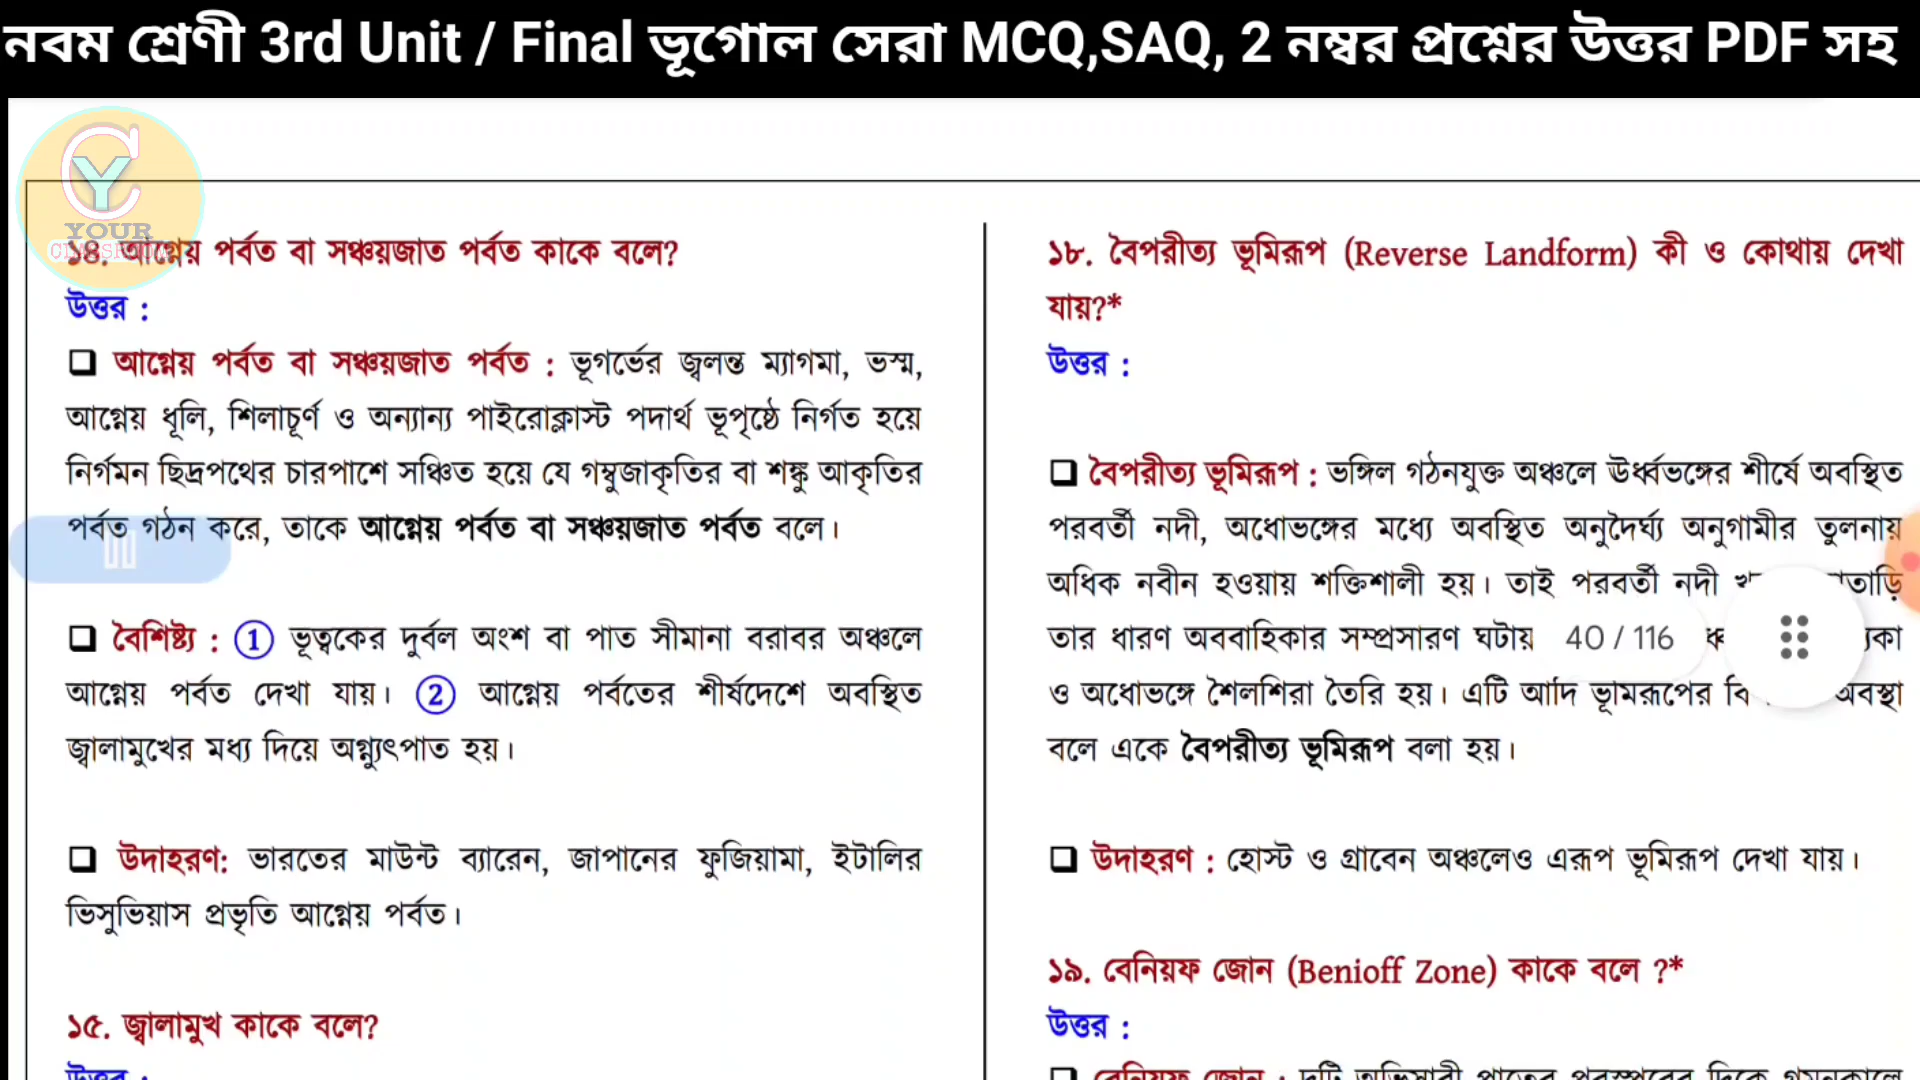 নবম শ্রেণী 3rd Unit / Final ভূগোল সেরা MCQ,SAQ, 2 নম্বর প্রশ্নের উত্তর PDF সহ
YOUR
CLASSROOM
১৪. আগ্নেয় পর্বত বা সঞ্চয়জাত পর্বত কাকে বলে?
উত্তর :
❑ আগ্নেয় পর্বত বা সঞ্চয়জাত পর্বত : ভূগর্ভের জ্বলন্ত ম্যাগমা, ভস্ম,
আগ্নেয় ধূলি, শিলাচূর্ণ ও অন্যান্য পাইরোক্লাস্ট পদার্থ ভূপৃষ্ঠে নির্গত হয়ে
নির্গমন ছিদ্রপথের চারপাশে সঞ্চিত হয়ে যে গম্বুজাকৃতির বা শঙ্কু আকৃতির
পর্বত গঠন করে, তাকে আগ্নেয় পর্বত বা সঞ্চয়জাত পর্বত বলে।
❑ বৈশিষ্ট্য : ① ভূত্বকের দুর্বল অংশ বা পাত সীমানা বরাবর অঞ্চলে
আগ্নেয় পর্বত দেখা যায়। ② আগ্নেয় পর্বতের শীর্ষদেশে অবস্থিত
জ্বালামুখের মধ্য দিয়ে অগ্ন্যুৎপাত হয়।
❑ উদাহরণ: ভারতের মাউন্ট ব্যারেন, জাপানের ফুজিয়ামা, ইটালির
ভিসুভিয়াস প্রভৃতি আগ্নেয় পর্বত।
১৫. জ্বালামুখ কাকে বলে?
উত্তর :
১৮. বৈপরীত্য ভূমিরূপ (Reverse Landform) কী ও কোথায় দেখা
যায়?*
উত্তর :
❑ বৈপরীত্য ভূমিরূপ : ভঙ্গিল গঠনযুক্ত অঞ্চলে ঊর্ধ্বভঙ্গের শীর্ষে অবস্থিত
পরবর্তী নদী, অধোভঙ্গের মধ্যে অবস্থিত অনুদৈর্ঘ্য অনুগামীর তুলনায়
অধিক নবীন হওয়ায় শক্তিশালী হয়। তাই পরবর্তী নদী
তার ধারণ অববাহিকার সম্প্রসারণ ঘটায় 40 / 116
ও অধোভঙ্গে শৈলশিরা তৈরি হয়। এটি আদি ভূমিরূপের অবস্থা
বলে একে বৈপরীত্য ভূমিরূপ বলা হয়।
❑ উদাহরণ : হোর্স্ট ও গ্রাবেন অঞ্চলেও এরূপ ভূমিরূপ দেখা যায়।
১৯. বেনিয়ফ জোন (Benioff Zone) কাকে বলে ?*
উত্তর :
❑ বেনিয়ফ জোন : দুটি অভিসারী পাতের পরস্পরের দিকে গমনকালে